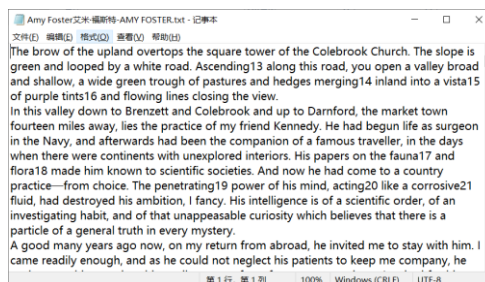 Amy Foster艾米·福斯特-AMY FOSTER.txt - 记事本
文件(F) 编辑(E) 格式(O) 查看(V) 帮助(H)
The brow of the upland overtops the square tower of the Colebrook Church. The slope is
green and looped by a white road. Ascending13 along this road, you open a valley broad
and shallow, a wide green trough of pastures and hedges merging14 inland into a vista15
of purple tints16 and flowing lines closing the view.
In this valley down to Brenzett and Colebrook and up to Darnford, the market town
fourteen miles away, lies the practice of my friend Kennedy. He had begun life as surgeon
in the Navy, and afterwards had been the companion of a famous traveller, in the days
when there were continents with unexplored interiors. His papers on the fauna17 and
flora18 made him known to scientific societies. And now he had come to a country
practice—from choice. The penetrating19 power of his mind, acting20 like a corrosive21
fluid, had destroyed his ambition, I fancy. His intelligence is of a scientific order, of an
investigating habit, and of that unappeasable curiosity which believes that there is a
particle of a general truth in every mystery.
A good many years ago now, on my return from abroad, he invited me to stay with him. I
came readily enough, and as he could not neglect his patients to keep me company, he
第 1 行, 第 1 列 100% Windows (CRLF) UTF-8